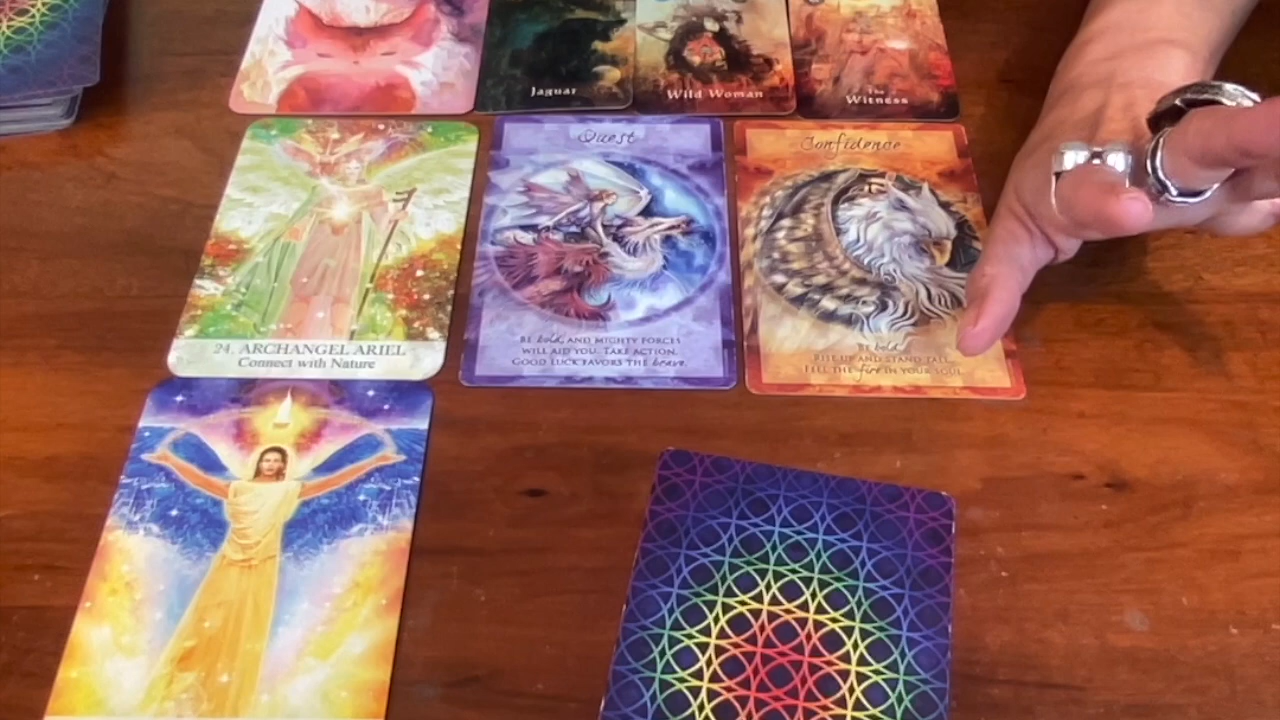 Jaguar
Wild Woman
The
Witness
Quest
Confidence
24. ARCHANGEL ARIEL
Connect with Nature
BE bold, AND MIGHTY FORCES
WILL AID YOU. TAKE ACTION.
GOOD LUCK FAVORS THE brave.
BE bold.
RISE UP AND STAND TALL.
FEEL THE fire IN YOUR SOUL.